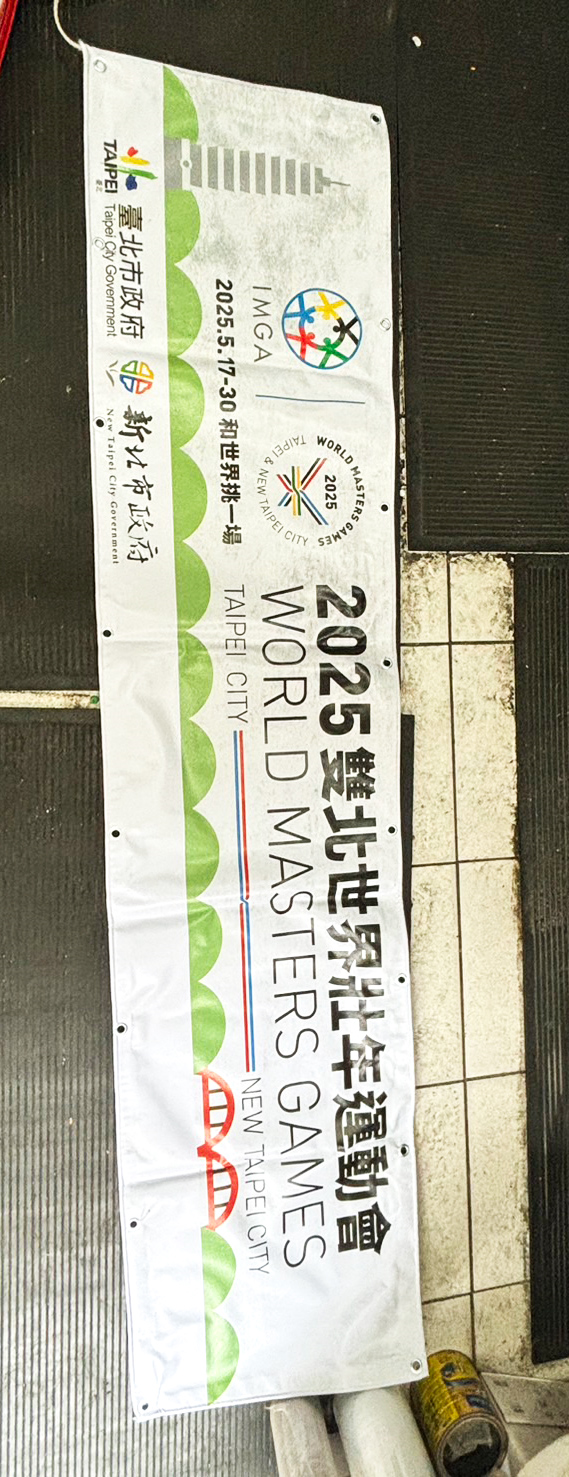 2025雙北世界壯年運動會
WORLD MASTERS GAMES
TAIPEI CITY
NEW TAIPEI CITY
IMGA
WORLD MASTERS GAMES
2025
TAIPEI & NEW TAIPEI CITY
2025.5.17-30 和世界挑一場
TAIPEI
臺北
臺北市政府
Taipei City Government
新北市政府
New Taipei City Government